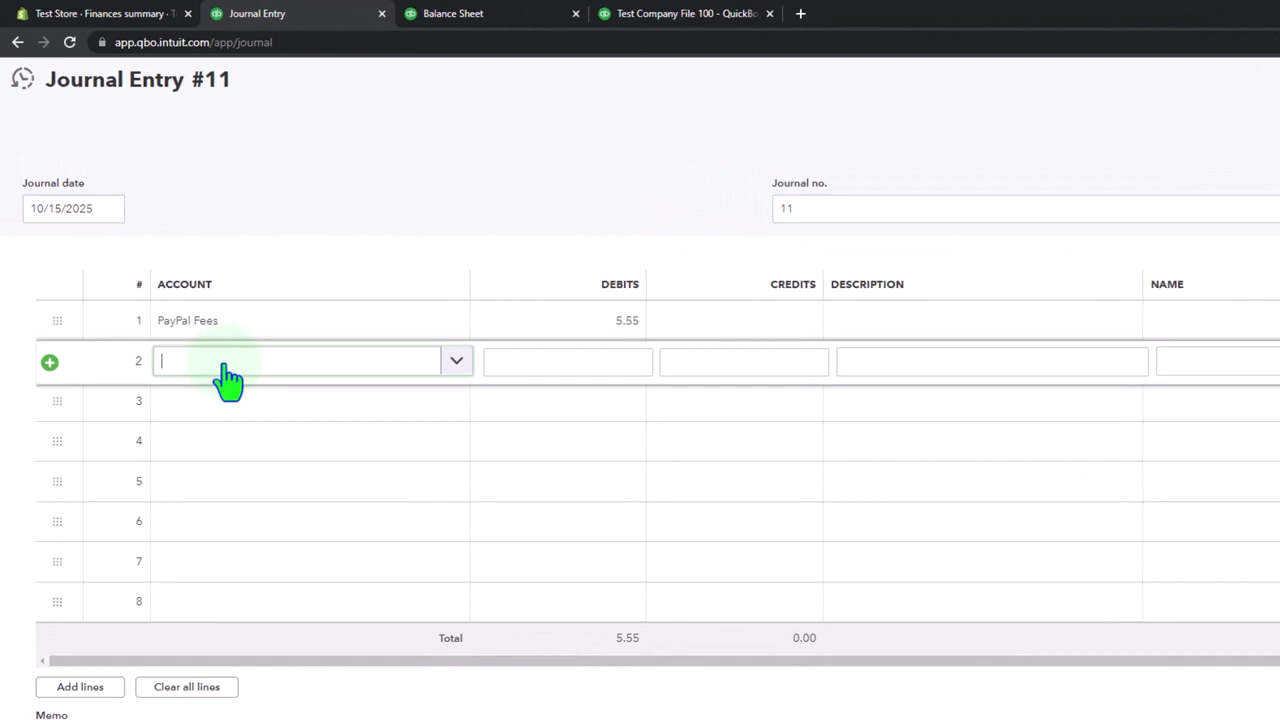 Test Store · Finances summary · T
Journal Entry
Balance Sheet
Test Company File 100 - QuickBo
app.qbo.intuit.com/app/journal
Journal Entry #11
Journal date
Journal no.
10/15/2025
11
# ACCOUNT DEBITS CREDITS DESCRIPTION NAME
1 PayPal Fees 5.55
2
3
4
5
6
7
8
Total 5.55 0.00
Add lines
Clear all lines
Memo